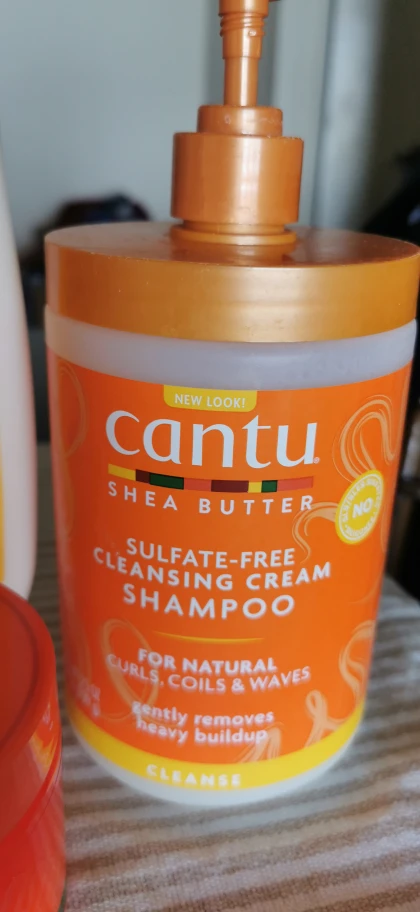 NEW LOOK!
cantu
SHEA BUTTER
SULFATE-FREE
CLEANSING CREAM
SHAMPOO
NO
FOR NATURAL
CURLS, COILS & WAVES
gently removes
heavy buildup
CLEANSE